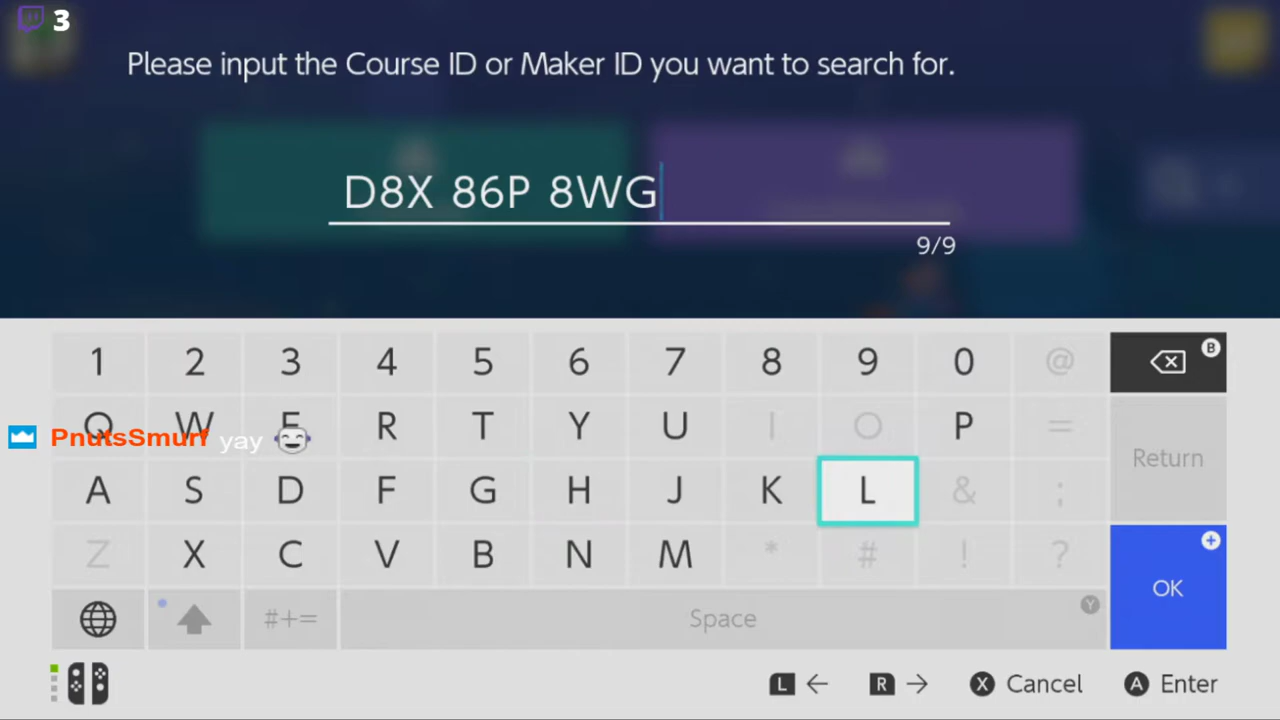 3
Please input the Course ID or Maker ID you want to search for.
D8X 86P 8WG
9/9
1 2 3 4 5 6 7 8 9 0 @ B
Q W E R T Y U I O P =
PnutsSmurf yay
Return
A S D F G H J K L & ;
Z X C V B N M * # ! ? +
OK
#+= Space Y
L ← R → X Cancel A Enter